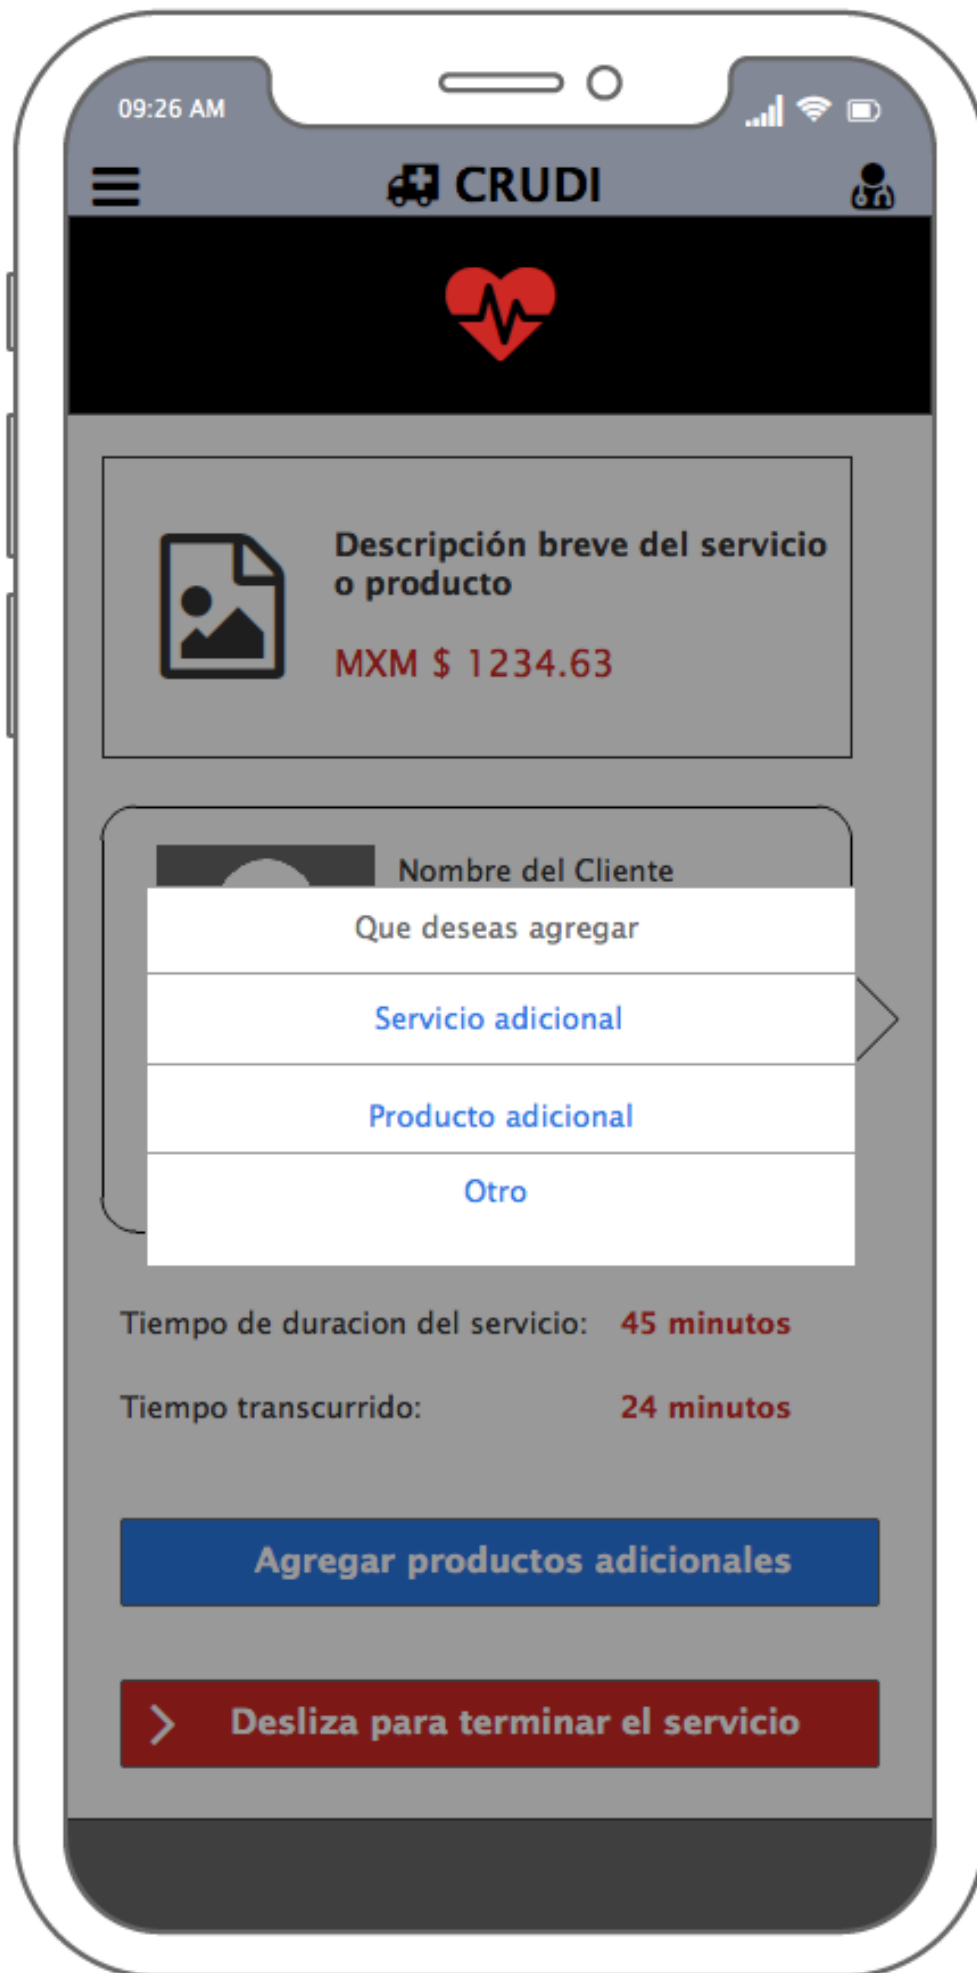 09:26 AM
CRUDI
Descripción breve del servicio
o producto
MXM $ 1234.63
Nombre del Cliente
Que deseas agregar
Servicio adicional
Producto adicional
Otro
Tiempo de duracion del servicio: 45 minutos
Tiempo transcurrido: 24 minutos
Agregar productos adicionales
Desliza para terminar el servicio